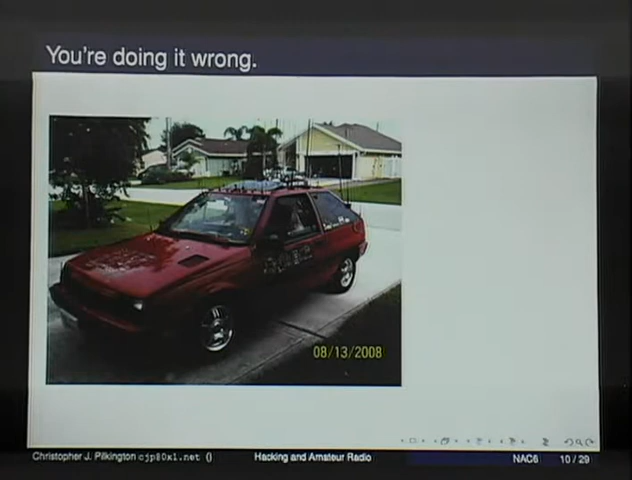 You're doing it wrong.
08/13/2008
Christopher J. Pilkington cjp@0x1.net () Hacking and Amateur Radio NAC6 10 / 29